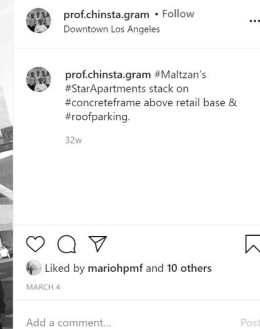 prof.chinsta.gram • Follow
Downtown Los Angeles
prof.chinsta.gram #Maltzan's
#StarApartments stack on
#concreteframe above retail base &
#roofparking.
32w
Liked by mariohpmf and 10 others
MARCH 4
Add a comment...
Post